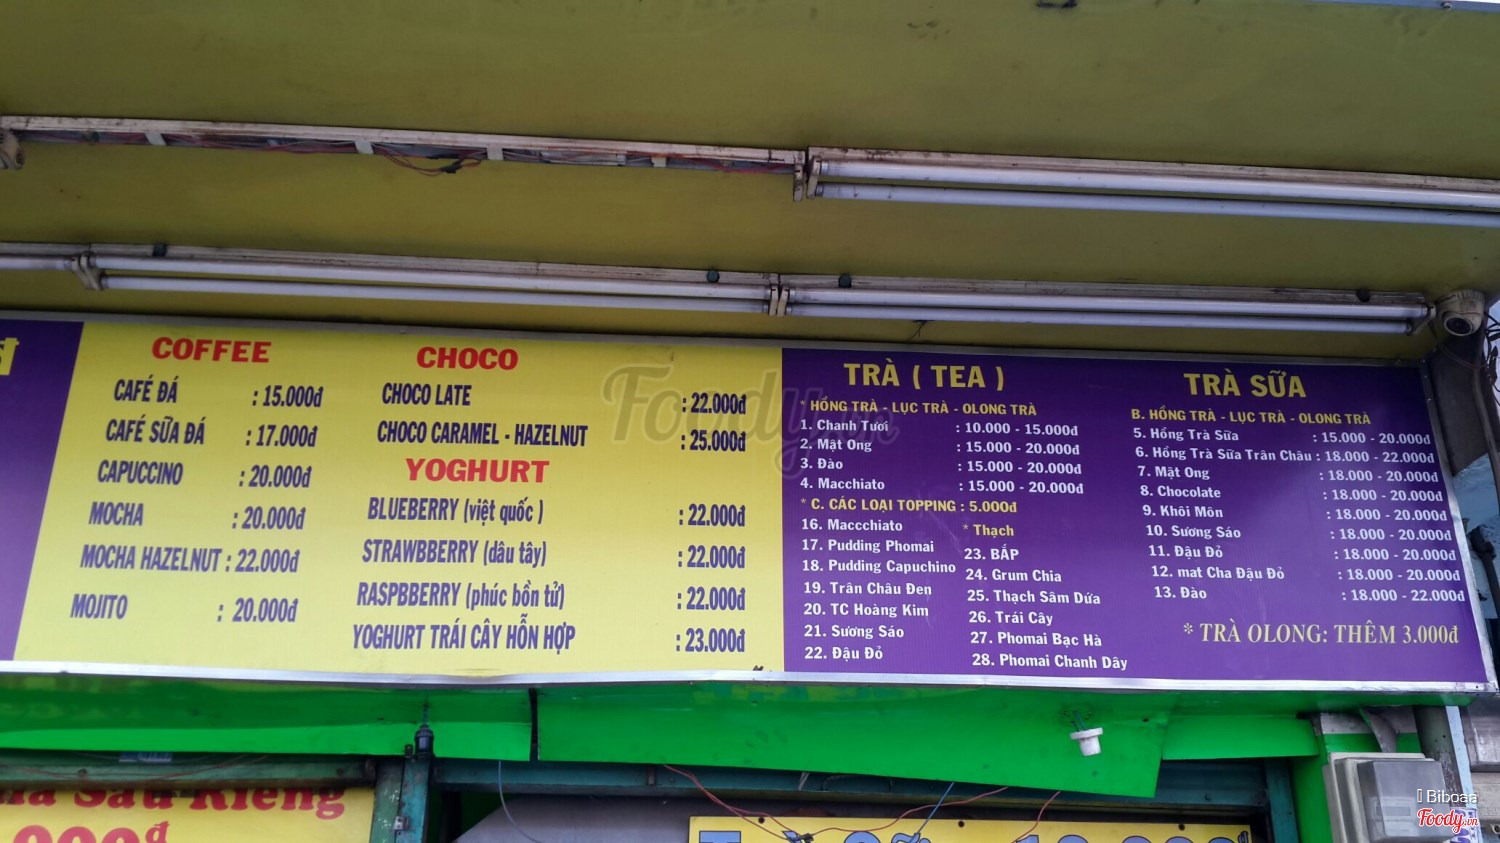 COFFEE
CAFÉ ĐÁ : 15.000đ
CAFÉ SỮA ĐÁ : 17.000đ
CAPUCCINO : 20.000đ
MOCHA : 20.000đ
MOCHA HAZELNUT : 22.000đ
MOJITO : 20.000đ
CHOCO
CHOCO LATE : 22.000đ
CHOCO CARAMEL - HAZELNUT : 25.000đ
YOGHURT
BLUEBERRY (việt quốc ) : 22.000đ
STRAWBBERRY (dâu tây) : 22.000đ
RASPBBERRY (phúc bồn tử) : 22.000đ
YOGHURT TRÁI CÂY HỖN HỢP : 23.000đ
TRÀ ( TEA )
* HỒNG TRÀ - LỤC TRÀ - OLONG TRÀ
1. Chanh Tươi : 10.000 - 15.000đ
2. Mật Ong : 15.000 - 20.000đ
3. Đào : 15.000 - 20.000đ
4. Macchiato : 15.000 - 20.000đ
* C. CÁC LOẠI TOPPING : 5.000đ
16. Maccchiato
17. Pudding Phomai
18. Pudding Capuchino
19. Trân Châu Đen
20. TC Hoàng Kim
21. Sương Sáo
22. Đậu Đỏ
* Thạch
23. BẮP
24. Grum Chia
25. Thạch Sâm Dứa
26. Trái Cây
27. Phomai Bạc Hà
28. Phomai Chanh Dây
TRÀ SỮA
B. HỒNG TRÀ - LỤC TRÀ - OLONG TRÀ
5. Hồng Trà Sữa : 15.000 - 20.000đ
6. Hồng Trà Sữa Trân Châu : 18.000 - 22.000đ
7. Mật Ong : 18.000 - 20.000đ
8. Chocolate : 18.000 - 20.000đ
9. Khôi Môn : 18.000 - 20.000đ
10. Sương Sáo : 18.000 - 20.000đ
11. Đậu Đỏ : 18.000 - 20.000đ
12. mat Cha Đậu Đỏ : 18.000 - 20.000đ
13. Đào : 18.000 - 22.000đ
* TRÀ OLONG: THÊM 3.000đ
Foody.vn
Sầu Riêng
Biboaa
Foody.vn